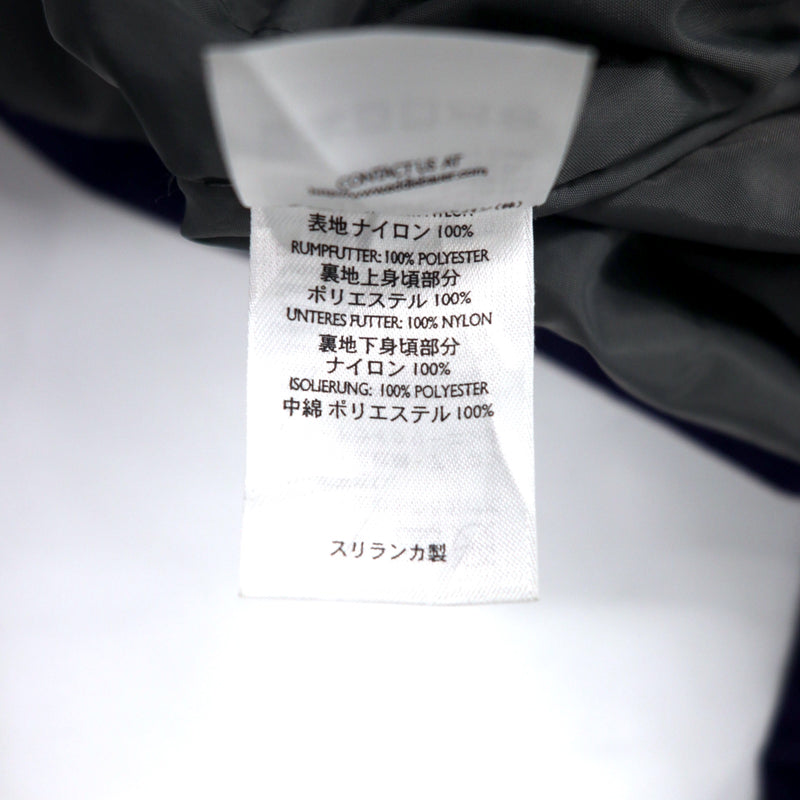 CONTACT US AT
表地 ナイロン 100%
RUMPFUTTER: 100% POLYESTER
裏地上身頃部分
ポリエステル 100%
UNTERES FUTTER: 100% NYLON
裏地下身頃部分
ナイロン 100%
ISOLIERUNG: 100% POLYESTER
中綿 ポリエステル 100%
スリランカ製